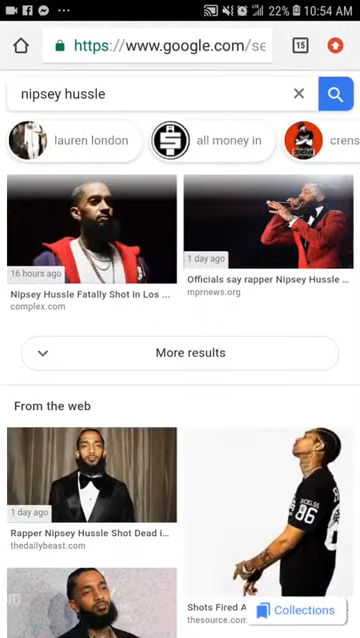 22% 10:54 AM
https://www.google.com/se
15
nipsey hussle
lauren london
all money in
crens
16 hours ago
Nipsey Hussle Fatally Shot in Los ...
complex.com
1 day ago
Officials say rapper Nipsey Hussle ...
mprnews.org
More results
From the web
1 day ago
Rapper Nipsey Hussle Shot Dead i...
thedailybeast.com
86
Shots Fired A
thesource.com
Collections